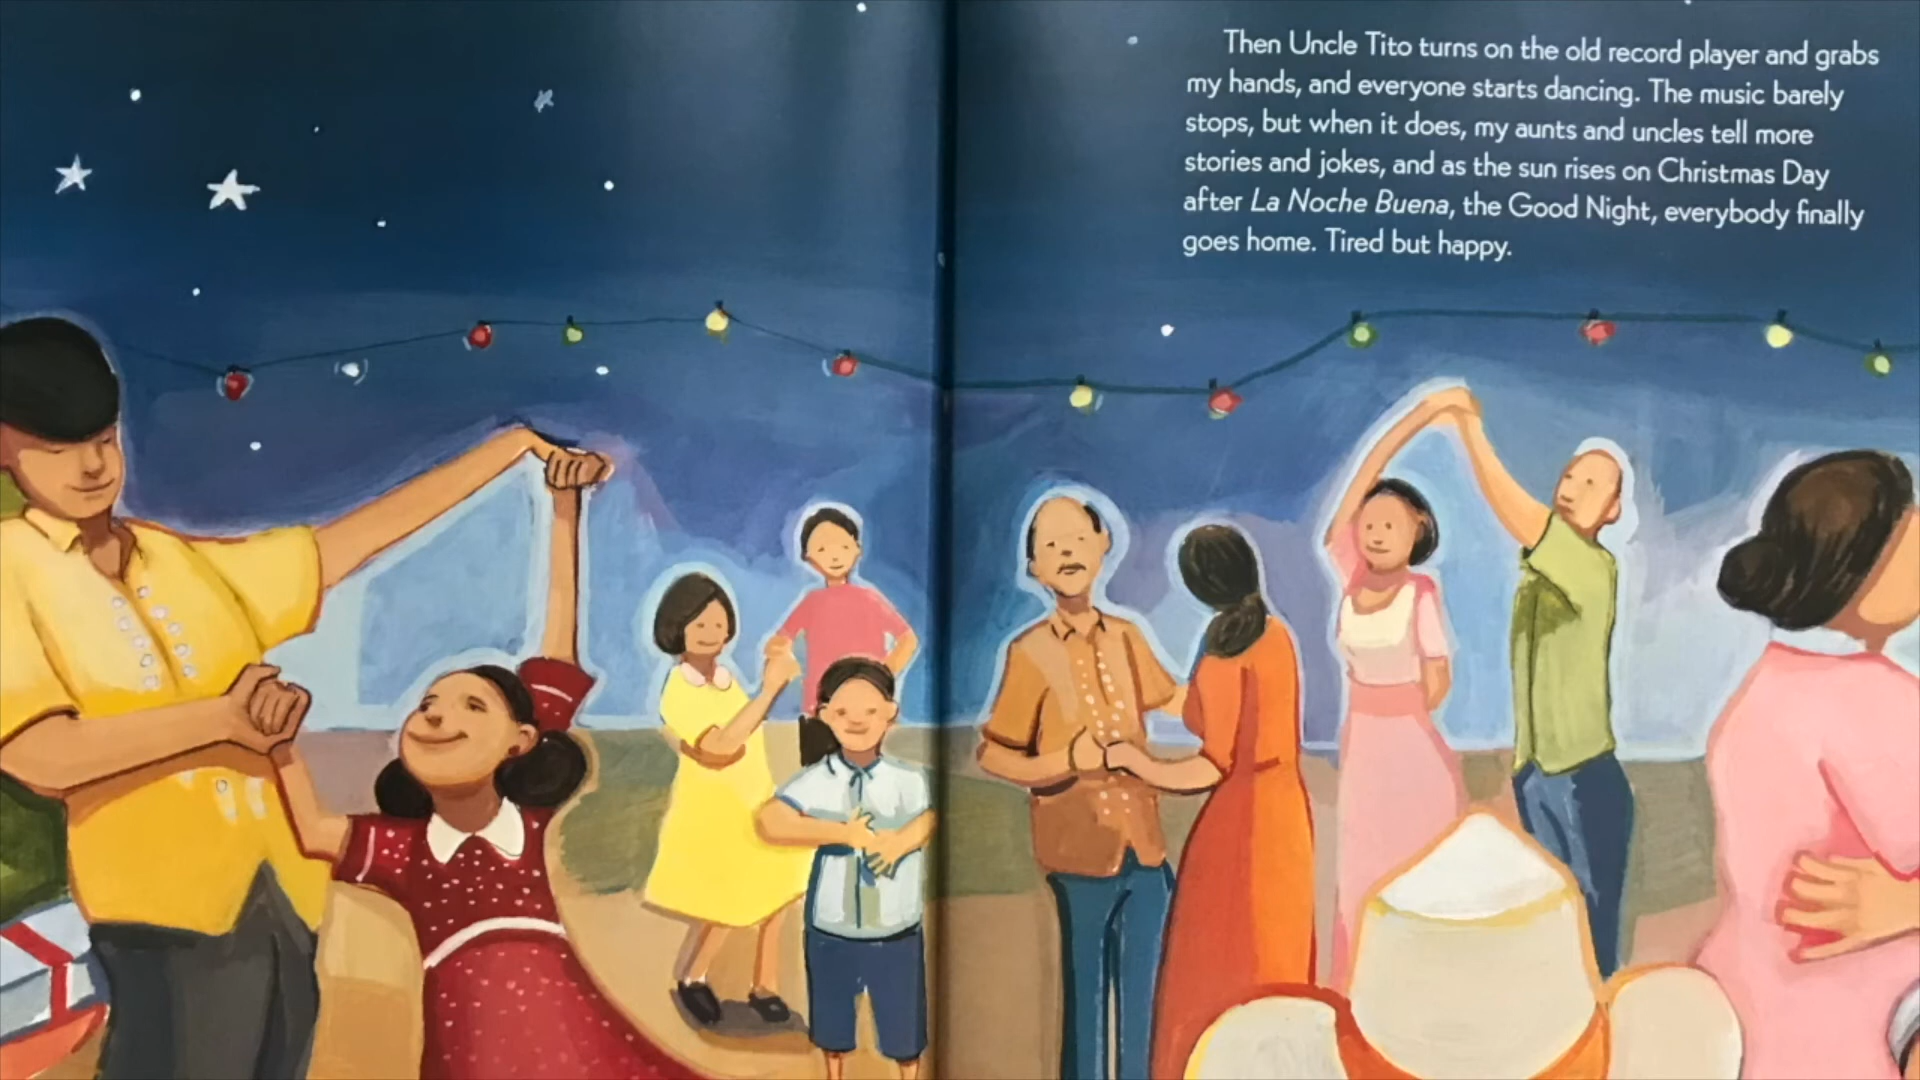 Then Uncle Tito turns on the old record player and grabs
my hands, and everyone starts dancing. The music barely
stops, but when it does, my aunts and uncles tell more
stories and jokes, and as the sun rises on Christmas Day
after La Noche Buena, the Good Night, everybody finally
goes home. Tired but happy.